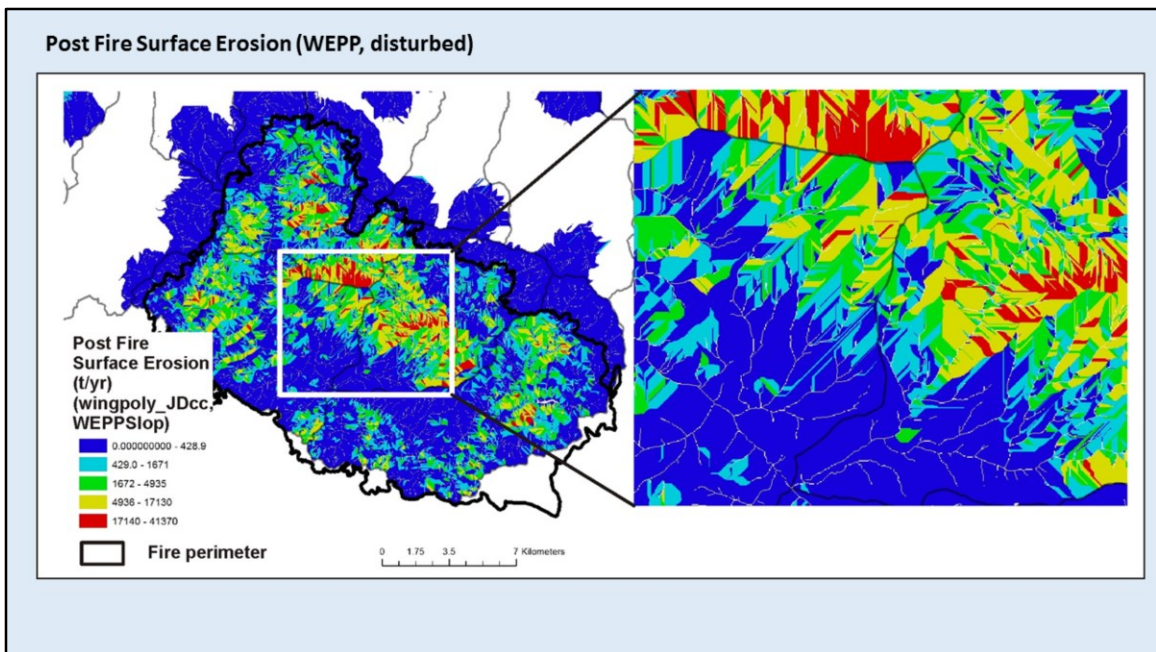 Post Fire Surface Erosion (WEPP, disturbed)
Post Fire
Surface Erosion
(t/yr)
(wingpoly_JDcc,
WEPPSlop)
0.000000000 - 428.9
429.0 - 1671
1672 - 4935
4936 - 17130
17140 - 41370
Fire perimeter
0 1.75 3.5 7 Kilometers